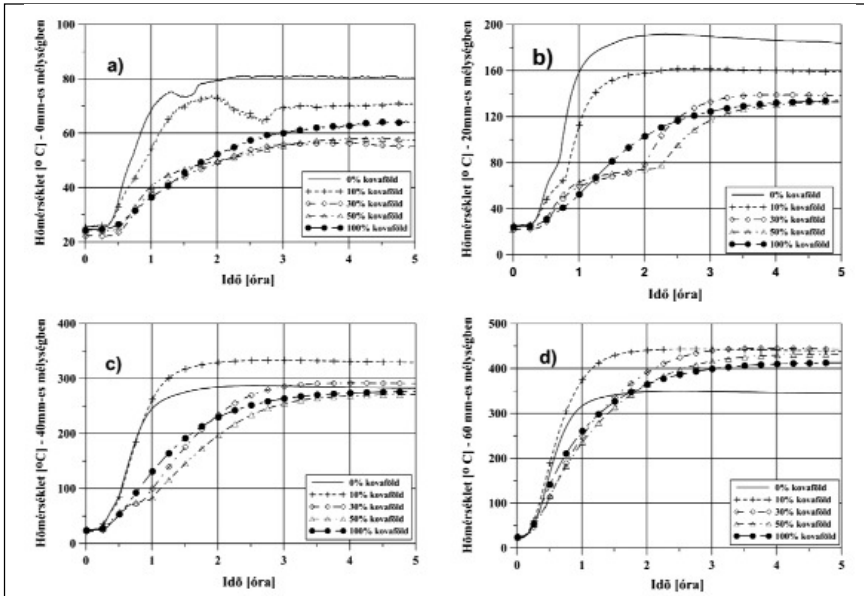 a)
Hőmérséklet [º C] - 0mm-es mélységben
100
80
60
40
20
0% kovaföld
10% kovaföld
30% kovaföld
50% kovaföld
100% kovaföld
0 1 2 3 4 5
Idő [óra]
b)
Hőmérséklet [º C] - 20mm-es mélységben
200
160
120
80
40
0
0% kovaföld
10% kovaföld
30% kovaföld
50% kovaföld
100% kovaföld
0 1 2 3 4 5
Idő [óra]
c)
Hőmérséklet [ºC] - 40mm-es mélységben
400
300
200
100
0
0% kovaföld
10% kovaföld
30% kovaföld
50% kovaföld
100% kovaföld
0 1 2 3 4 5
Idő [óra]
d)
Hőmérséklet [º C] - 60 mm-es mélységben
500
400
300
200
100
0
0% kovaföld
10% kovaföld
30% kovaföld
50% kovaföld
100% kovaföld
0 1 2 3 4 5
Idő [óra]